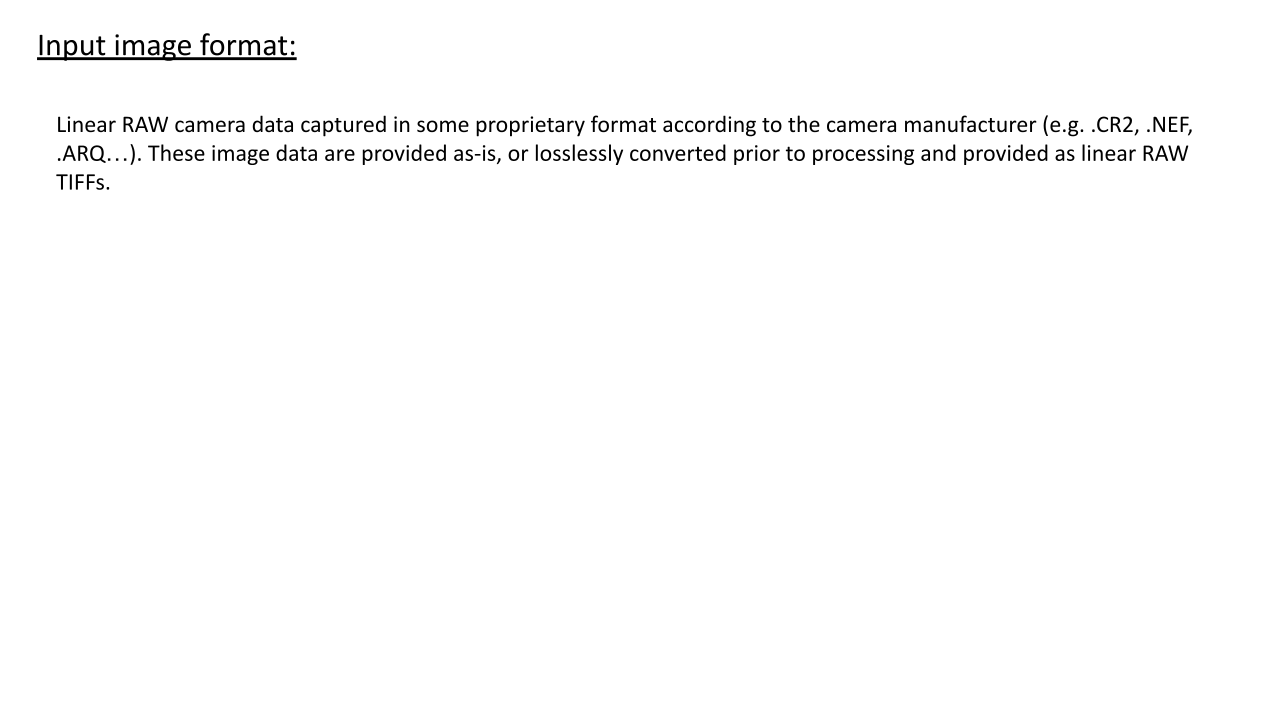 Input image format:
Linear RAW camera data captured in some proprietary format according to the camera manufacturer (e.g. .CR2, .NEF,
.ARQ…). These image data are provided as-is, or losslessly converted prior to processing and provided as linear RAW
TIFFs.